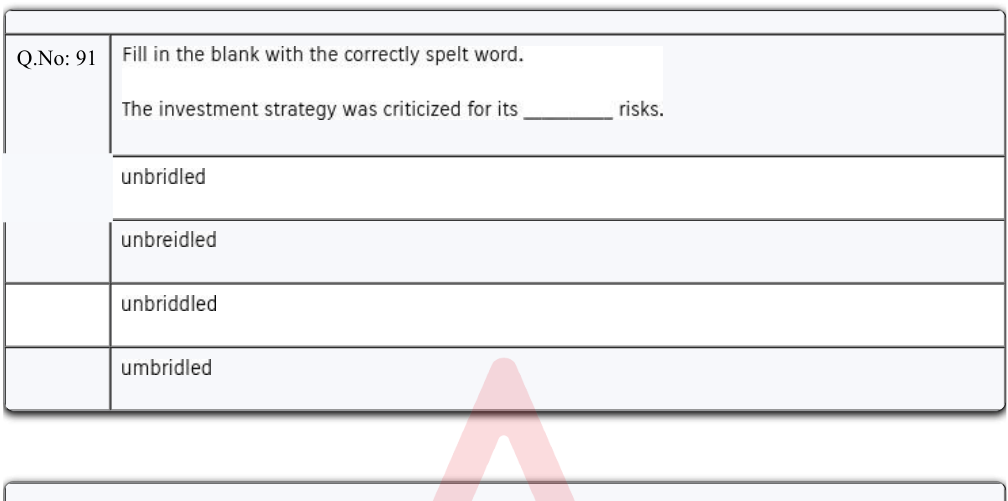 Q.No: 91
Fill in the blank with the correctly spelt word.
The investment strategy was criticized for its ________ risks.
unbridled
unbreidled
unbriddled
umbridled